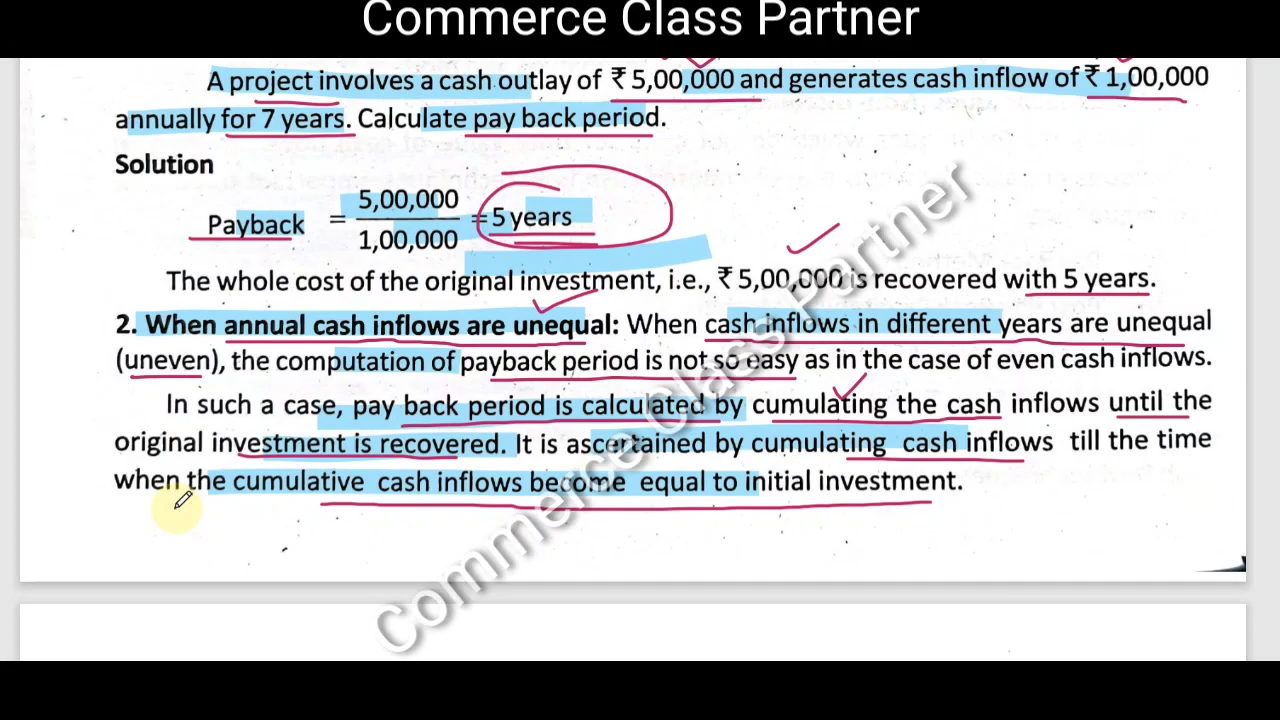 Commerce Class Partner
A project involves a cash outlay of ₹ 5,00,000 and generates cash inflow of ₹ 1,00,000
annually for 7 years. Calculate pay back period.
Solution
Payback = 5,00,000 / 1,00,000 = 5 years
The whole cost of the original investment, i.e., ₹ 5,00,000 is recovered with 5 years.
2. When annual cash inflows are unequal: When cash inflows in different years are unequal
(uneven), the computation of payback period is not so easy as in the case of even cash inflows.
In such a case, pay back period is calculated by cumulating the cash inflows until the
original investment is recovered. It is ascertained by cumulating cash inflows till the time
when the cumulative cash inflows become equal to initial investment.
Commerce Class Partner